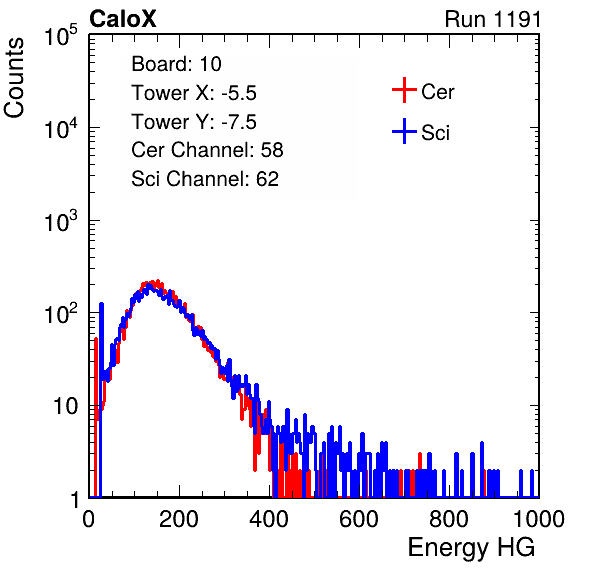 CaloX Run 1191
Counts
Board: 10
Tower X: -5.5
Tower Y: -7.5
Cer Channel: 58
Sci Channel: 62
Cer
Sci
10^5
10^4
10^3
10^2
10
1
0 200 400 600 800 1000
Energy HG